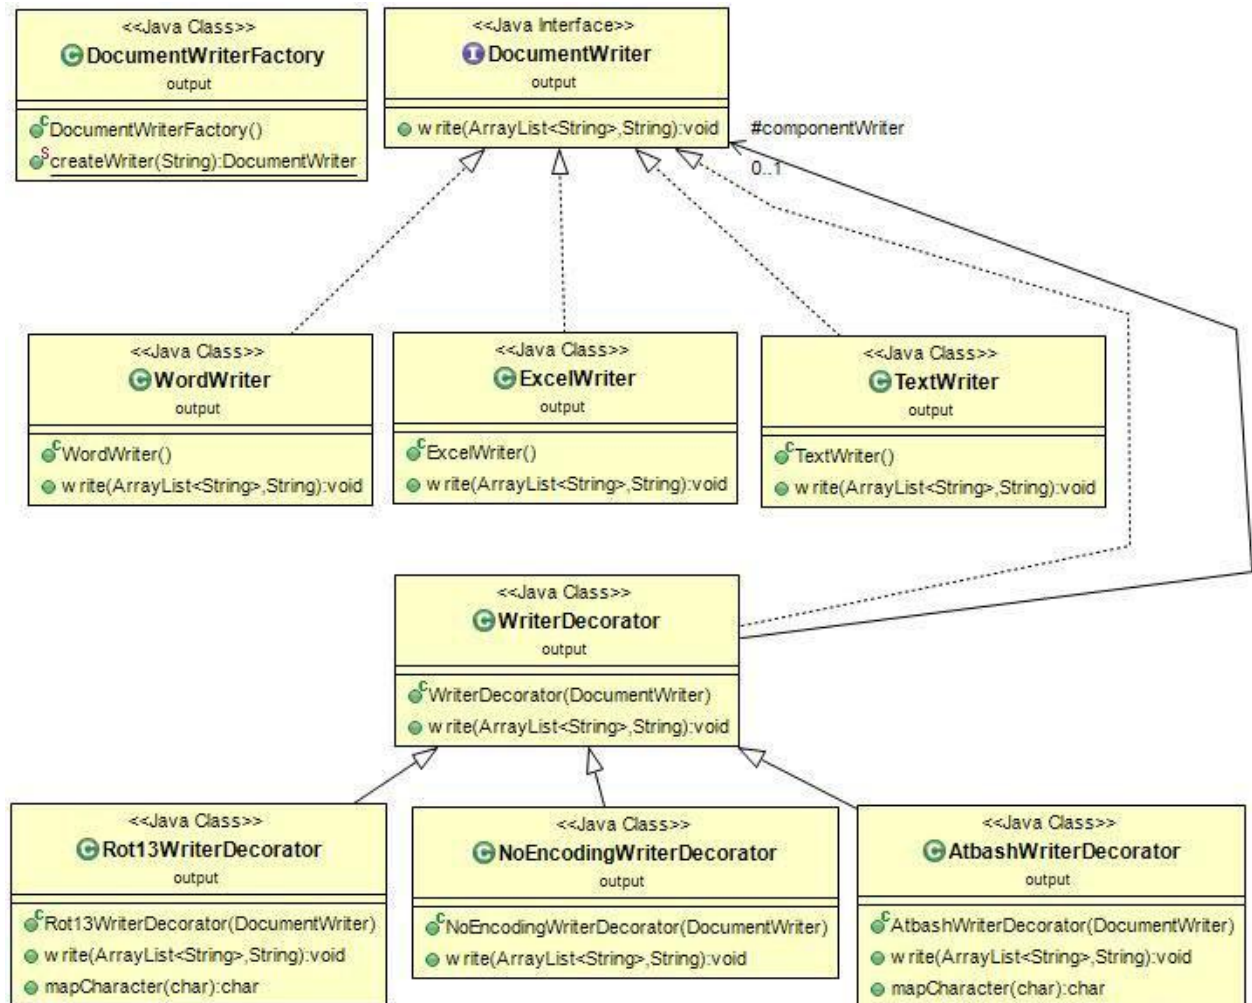 <<Java Class>>
DocumentWriterFactory
output
DocumentWriterFactory()
createWriter(String):DocumentWriter
<<Java Interface>>
DocumentWriter
output
write(ArrayList<String>,String):void
#componentWriter
0..1
<<Java Class>>
WordWriter
output
WordWriter()
write(ArrayList<String>,String):void
<<Java Class>>
ExcelWriter
output
ExcelWriter()
write(ArrayList<String>,String):void
<<Java Class>>
TextWriter
output
TextWriter()
write(ArrayList<String>,String):void
<<Java Class>>
WriterDecorator
output
WriterDecorator(DocumentWriter)
write(ArrayList<String>,String):void
<<Java Class>>
Rot13WriterDecorator
output
Rot13WriterDecorator(DocumentWriter)
write(ArrayList<String>,String):void
mapCharacter(char):char
<<Java Class>>
NoEncodingWriterDecorator
output
NoEncodingWriterDecorator(DocumentWriter)
write(ArrayList<String>,String):void
<<Java Class>>
AtbashWriterDecorator
output
AtbashWriterDecorator(DocumentWriter)
write(ArrayList<String>,String):void
mapCharacter(char):char